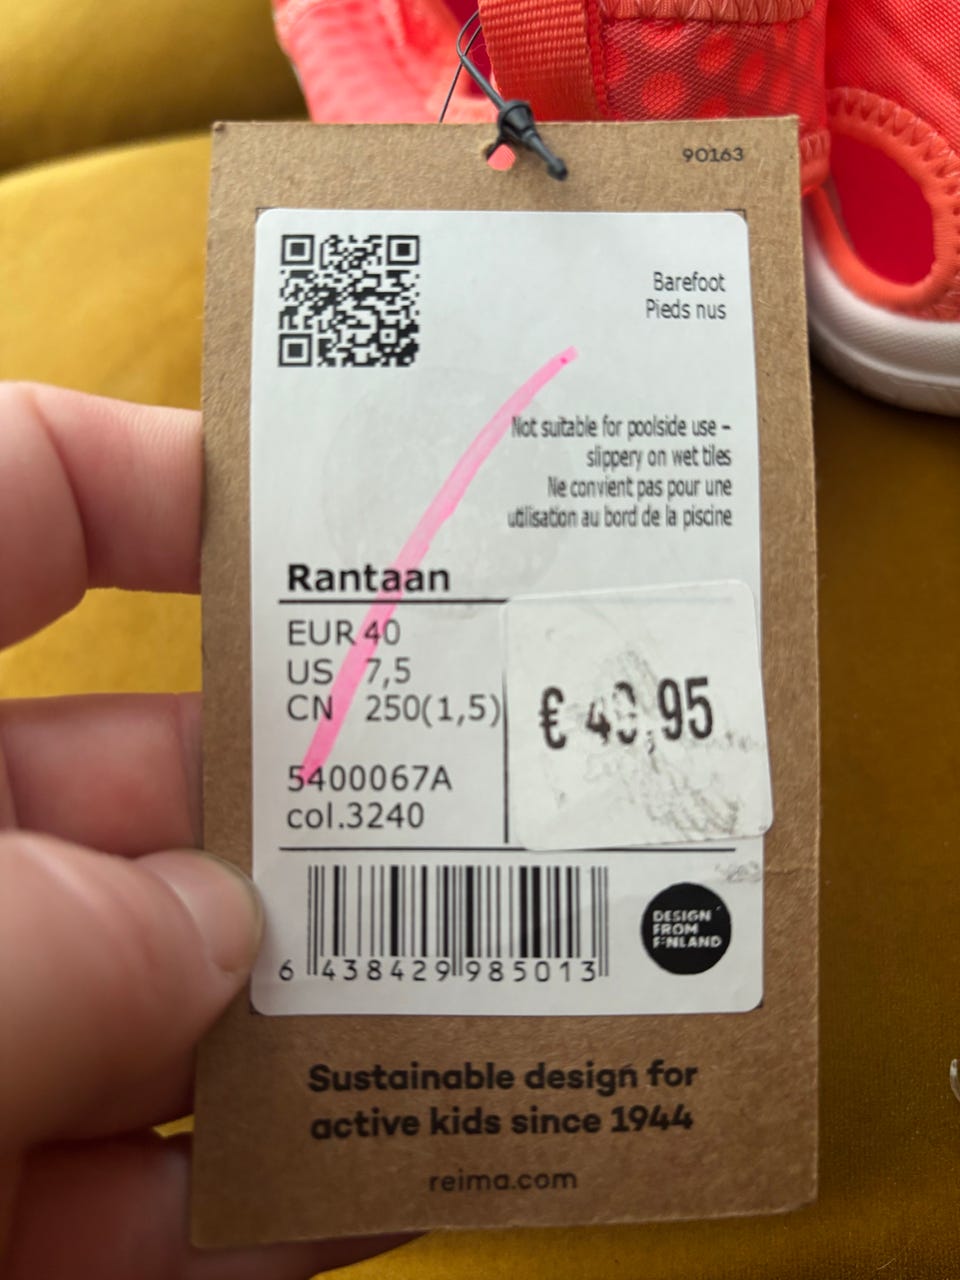 90163
Barefoot
Pieds nus
Not suitable for poolside use –
slippery on wet tiles
Ne convient pas pour une
utilisation au bord de la piscine
Rantaan
EUR 40
US 7,5
CN 250(1,5)
€ 49,95
5400067A
col.3240
6 438429 985013
DESIGN
FROM
FINLAND
Sustainable design for
active kids since 1944
reima.com